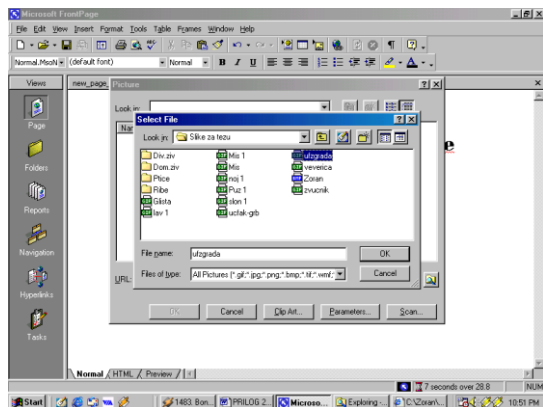 Microsoft FrontPage
File Edit View Insert Format Tools Table Frames Window Help
Normal.MsoN (default font) Normal B I U
Views new_page_ Picture
Look in:
Select File
Look in: Slike za tezu
Page
Folders
Reports
Navigation
Hyperlinks
Tasks
Div.ziv Mis 1 ufzgrada
Dom.ziv Mis veverica
Ptice noj 1 Zoran
Ribe Puz 1 zvucnik
Glista slon 1
lav 1 ucfak-grb
e
File name: ufzgrada OK
Files of type: All Pictures (*.gif;*.jpg;*.png;*.bmp;*.tif;*.wmf; Cancel
URL:
OK Cancel Clip Art... Parameters... Scan...
Normal HTML Preview
7 seconds over 28.8 NUM
Start 1483. Bon... PRILOG 2... Microso... Exploing -... C:\Zoran\... 10:51 PM